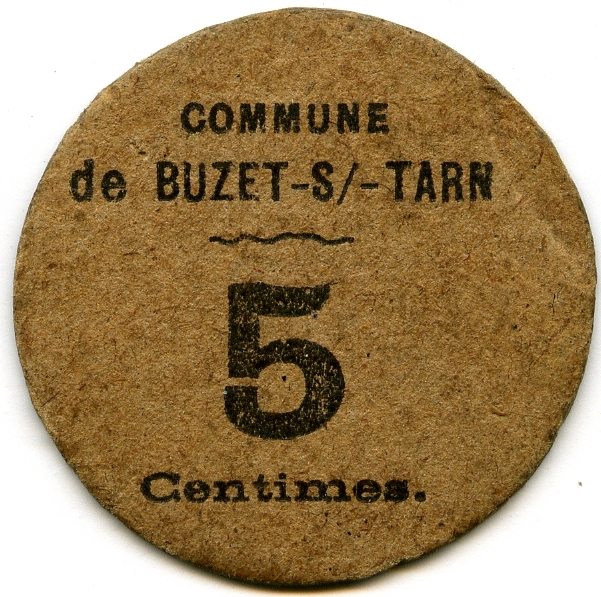 COMMUNE
de BUZET-S/-TARN
5
Centimes.